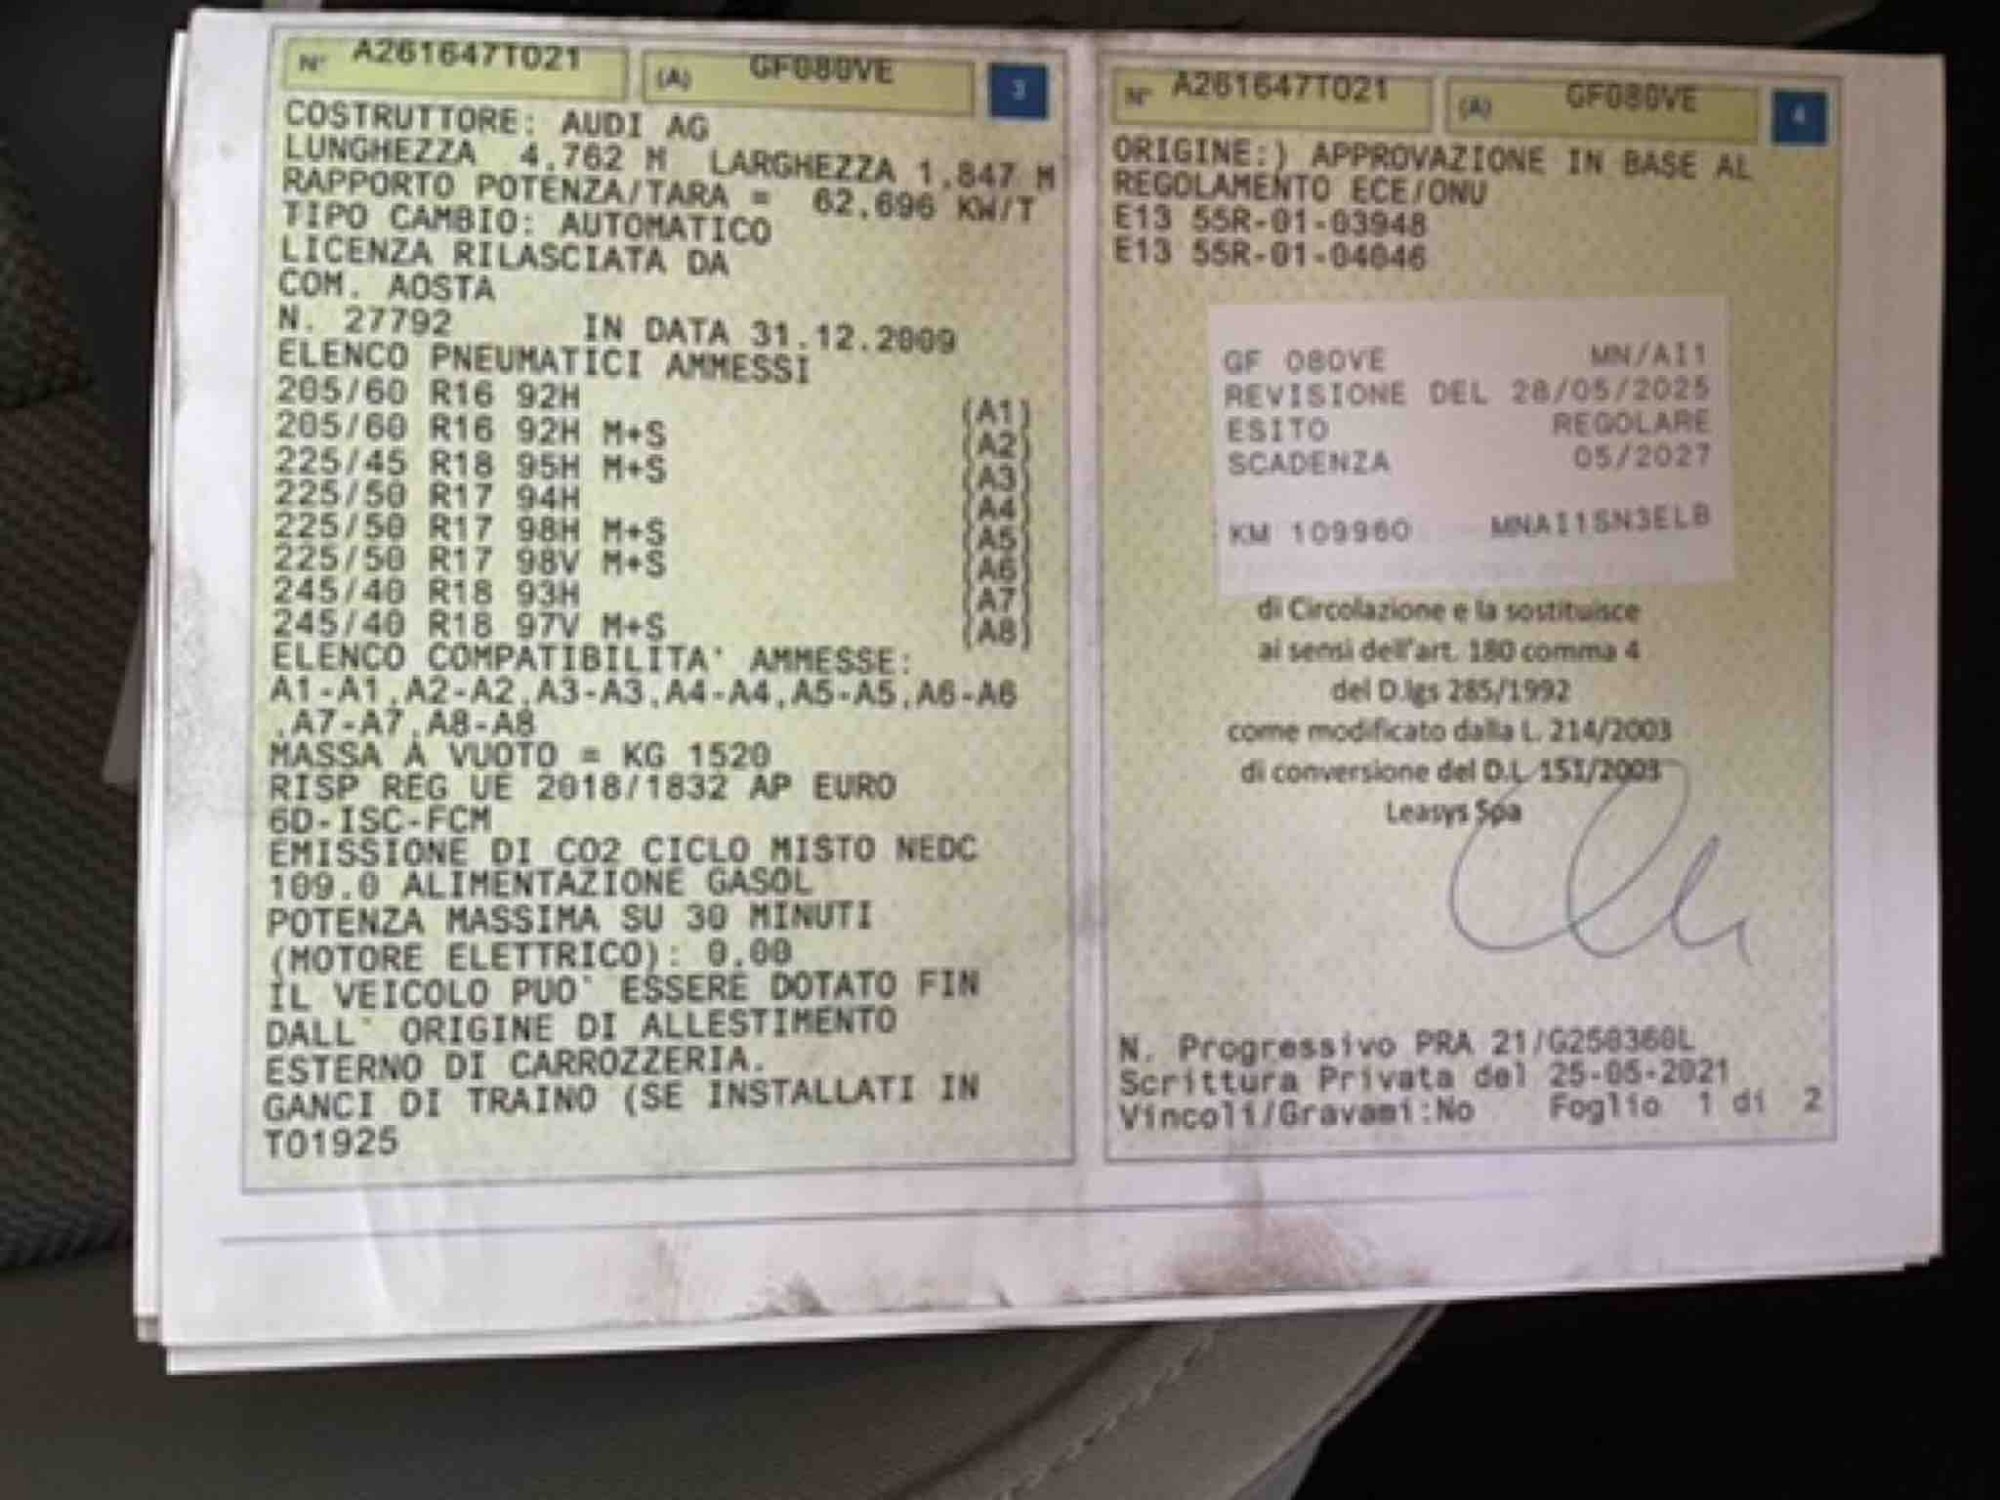 N° A261647T021 (A) GF080VE 3
COSTRUTTORE: AUDI AG
LUNGHEZZA 4.762 M LARGHEZZA 1.847 M
RAPPORTO POTENZA/TARA = 62.696 KW/T
TIPO CAMBIO: AUTOMATICO
LICENZA RILASCIATA DA
COM. AOSTA
N. 27792 IN DATA 31.12.2009
ELENCO PNEUMATICI AMMESSI
205/60 R16 92H (A1)
205/60 R16 92H M+S (A2)
225/45 R18 95H M+S (A3)
225/50 R17 94H (A4)
225/50 R17 98H M+S (A5)
225/50 R17 98V M+S (A6)
245/40 R18 93H (A7)
245/40 R18 97V M+S (A8)
ELENCO COMPATIBILITA' AMMESSE:
A1-A1,A2-A2,A3-A3,A4-A4,A5-A5,A6-A6
,A7-A7,A8-A8
MASSA A VUOTO = KG 1520
RISP REG UE 2018/1832 AP EURO
6D-ISC-FCM
EMISSIONE DI CO2 CICLO MISTO NEDC
109.0 ALIMENTAZIONE GASOL
POTENZA MASSIMA SU 30 MINUTI
(MOTORE ELETTRICO): 0.00
IL VEICOLO PUO' ESSERE DOTATO FIN
DALL' ORIGINE DI ALLESTIMENTO
ESTERNO DI CARROZZERIA.
GANCI DI TRAINO (SE INSTALLATI IN
TO1925
N° A261647T021 (A) GF080VE 4
ORIGINE:) APPROVAZIONE IN BASE AL
REGOLAMENTO ECE/ONU
E13 55R-01-03948
E13 55R-01-04046
GF 080VE MN/AI1
REVISIONE DEL 28/05/2025
ESITO REGOLARE
SCADENZA 05/2027
KM 109960 MNAI1SN3ELB
di Circolazione e la sostituisce
ai sensi dell'art. 180 comma 4
del D.lgs 285/1992
come modificato dalla L. 214/2003
di conversione del D.L 151/2003
Leasys Spa
N. Progressivo PRA 21/G250360L
Scrittura Privata del 25-05-2021
Vincoli/Gravami:No Foglio 1 di 2